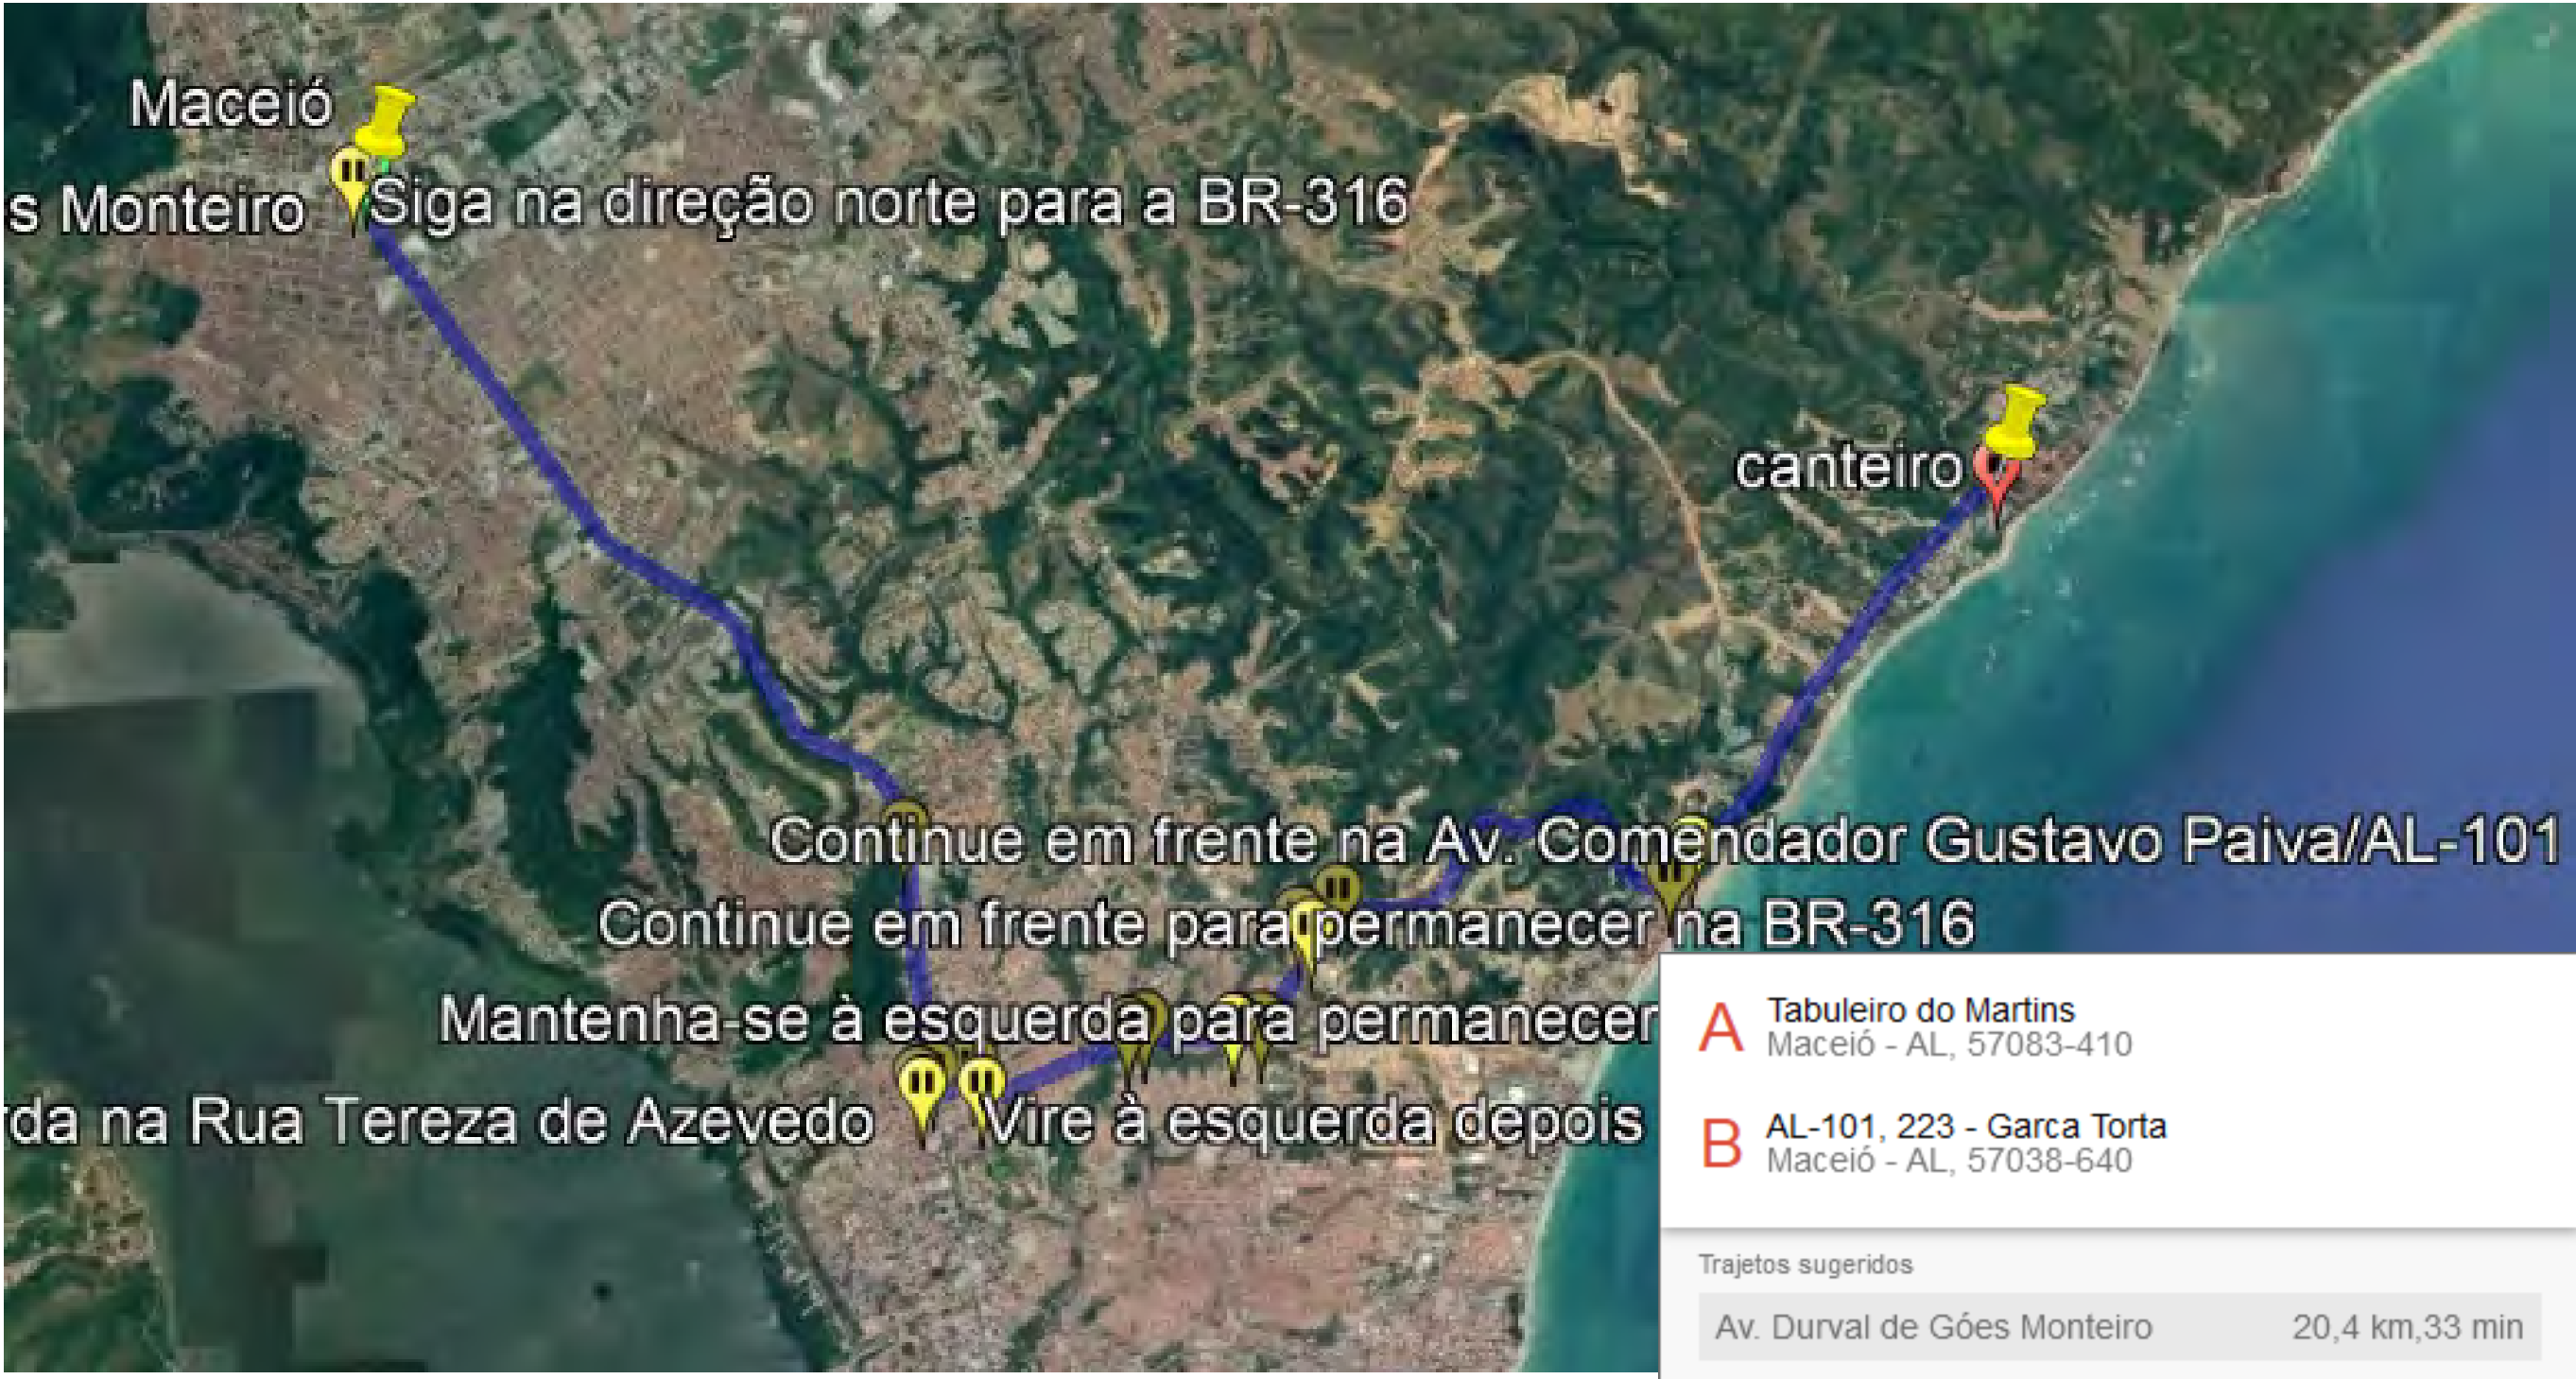 Maceió
s Monteiro
Siga na direção norte para a BR-316
canteiro
Continue em frente na Av. Comendador Gustavo Paiva/AL-101
Continue em frente para permanecer na BR-316
Mantenha-se à esquerda para permanecer
rda na Rua Tereza de Azevedo
Vire à esquerda depois
A
Tabuleiro do Martins
Maceió - AL, 57083-410
B
AL-101, 223 - Garca Torta
Maceió - AL, 57038-640
Trajetos sugeridos
Av. Durval de Góes Monteiro 20,4 km,33 min